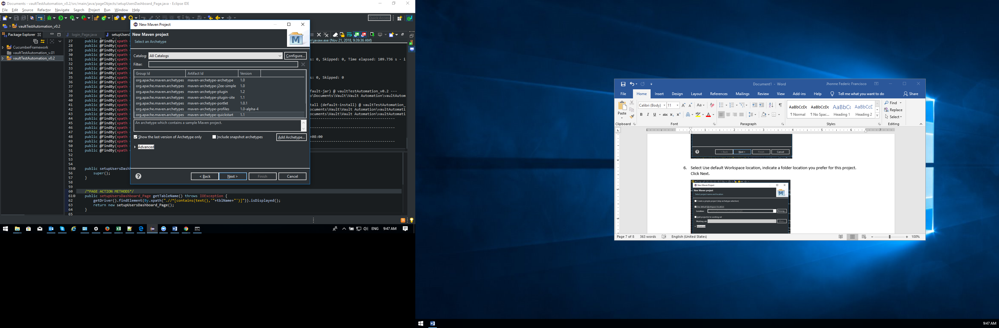 Documents - vaultTestAutomation_v0.2/src/main/java/pageObjects/setupUsersDashboard_Page.java - Eclipse IDE
File Edit Source Refactor Navigate Search Project Run Window Help
Quick Access
vaultTestAutomation_v0.2
Package Explorer
CucumberFramework
vaultTestAutomation_v.01
vaultTestAutomation_v0.2
login_Page.java
setupUsersD
n\javaw.exe (Nov 21, 2018, 9:39:36 AM)
27 public @FindBy(xpath
28 public @FindBy(xpath
29 public @FindBy(xpath
30 public @FindBy(xpath
31 public @FindBy(xpath
32 public @FindBy(xpath
33 public @FindBy(xpath
34 public @FindBy(xpath
35 public @FindBy(xpath
36 public @FindBy(xpath
37 public @FindBy(xpath
38 public @FindBy(xpath
39 public @FindBy(xpath
40 public @FindBy(xpath
41 public @FindBy(xpath
42 public @FindBy(xpath
43 public @FindBy(xpath
44 public @FindBy(xpath
45 public @FindBy(xpath
46 public @FindBy(xpath
47 public @FindBy(xpath
48 public @FindBy(xpath
49 public @FindBy(xpath
50 public @FindBy(xpath
51 public @FindBy(xpath
52
53
54
55 public setupUsersDash
56 super();
57 }
58
59
60 /*PAGE ACTION METHODS*/
61 public setupUsersDashboard_Page getTableName() throws IOException {
62 getDriver().findElement(By.xpath(".//*[contains(text(),'"+tblName+"')]")).isDisplayed();
63 return new setupUsersDashboard_Page();
64 }
65
s: 0, Skipped: 0, Time elapsed: 109.736 s - i
s: 0, Skipped: 0
fault-jar) @ vaultTestAutomation_v0.2 ---
o\Documents\Vault\Vault Automation\vaultAutom
tall (default-install) @ vaultTestAutomation_
ocuments\Vault\Vault Automation\vaultAutomati
ocuments\Vault\Vault Automation\vaultAutomati
+08:00
New Maven Project
New Maven project
Select an Archetype
M
Catalog: All Catalogs Configure...
Filter:
Group Id Artifact Id Version
org.apache.maven.archetypes maven-archetype-archetype 1.0
org.apache.maven.archetypes maven-archetype-j2ee-simple 1.0
org.apache.maven.archetypes maven-archetype-plugin 1.2
org.apache.maven.archetypes maven-archetype-plugin-site 1.1
org.apache.maven.archetypes maven-archetype-portlet 1.0.1
org.apache.maven.archetypes maven-archetype-profiles 1.0-alpha-4
org.apache.maven.archetypes maven-archetype-quickstart 1.1
An archetype which contains a sample Maven project.
Show the last version of Archetype only Include snapshot archetypes Add Archetype...
Advanced
< Back Next > Finish Cancel
ENG 9:47 AM
Document1 - Word Jhonne Federic Francisco
File Home Insert Design Layout References Mailings Review View Add-ins Help Tell me what you want to do Share
Paste
Calibri (Body) 11
AaBbCcDc AaBbCcDc AaBbC( AaBbCcE
¶ Normal ¶ No Spac... Heading 1 Heading 2
Find
Replace
Select
Clipboard Font Paragraph Styles Editing
< Back Next > Finish Cancel
6. Select Use default Workspace location, indicate a folder location you prefer for this project.
Click Next.
New Maven Project
New Maven project
Select project name and location
M
Create a simple project (skip archetype selection)
Use default Workspace location
Location: Browse...
Add project(s) to working set
Working set: More...
Advanced
Page 7 of 8 363 words English (United States) 100%
9:47 AM